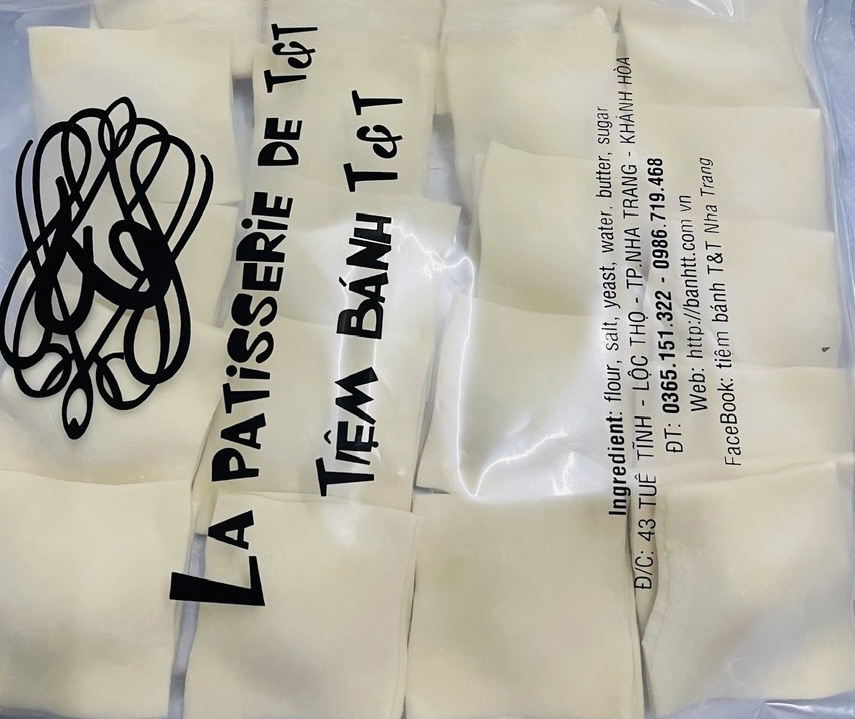 LA PATiSSERiE DE T&T
TIỆM BÁNH T&T
Ingredient: flour, salt, yeast, water, butter, sugar
Đ/C: 43 TUỆ TĨNH - LỘC THỌ - TP.NHA TRANG - KHÁNH HÒA
ĐT: 0365.151.322 - 0986.719.468
Web: http://banhtt.com.vn
FaceBook: tiệm bánh T&T Nha Trang